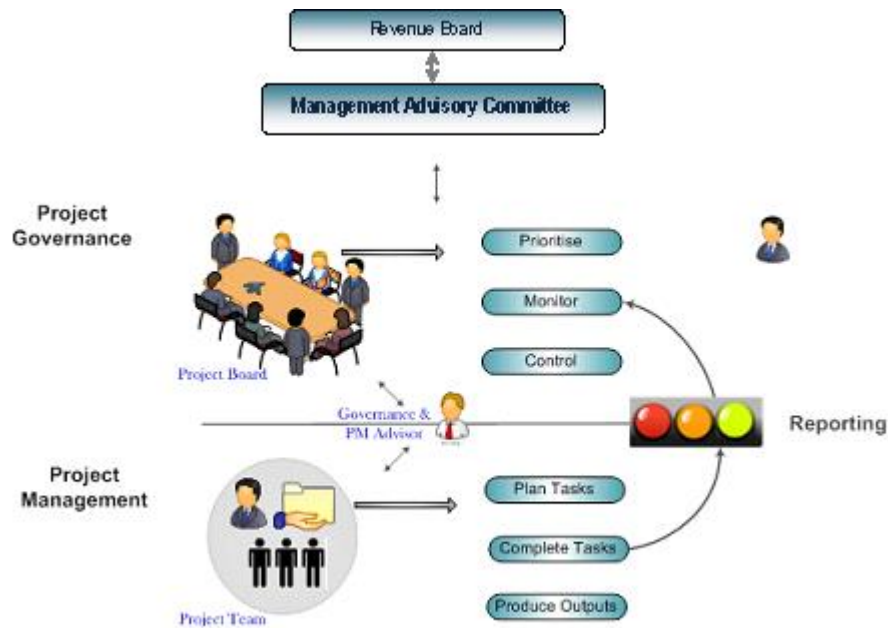 Revenue Board
Management Advisory Committee
Project
Governance
Prioritise
Monitor
Control
Project Board
Governance &
PM Advisor
Reporting
Project
Management
Plan Tasks
Complete Tasks
Produce Outputs
Project Team